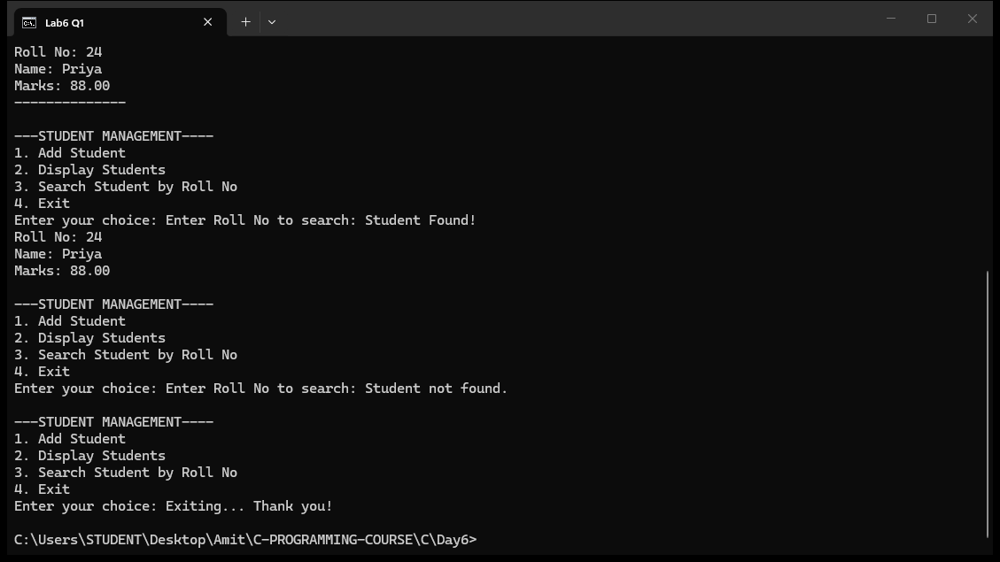 Lab6 Q1
Roll No: 24
Name: Priya
Marks: 88.00
--------------
---STUDENT MANAGEMENT----
1. Add Student
2. Display Students
3. Search Student by Roll No
4. Exit
Enter your choice: Enter Roll No to search: Student Found!
Roll No: 24
Name: Priya
Marks: 88.00
---STUDENT MANAGEMENT----
1. Add Student
2. Display Students
3. Search Student by Roll No
4. Exit
Enter your choice: Enter Roll No to search: Student not found.
---STUDENT MANAGEMENT----
1. Add Student
2. Display Students
3. Search Student by Roll No
4. Exit
Enter your choice: Exiting... Thank you!
C:\Users\STUDENT\Desktop\Amit\C-PROGRAMMING-COURSE\C\Day6>